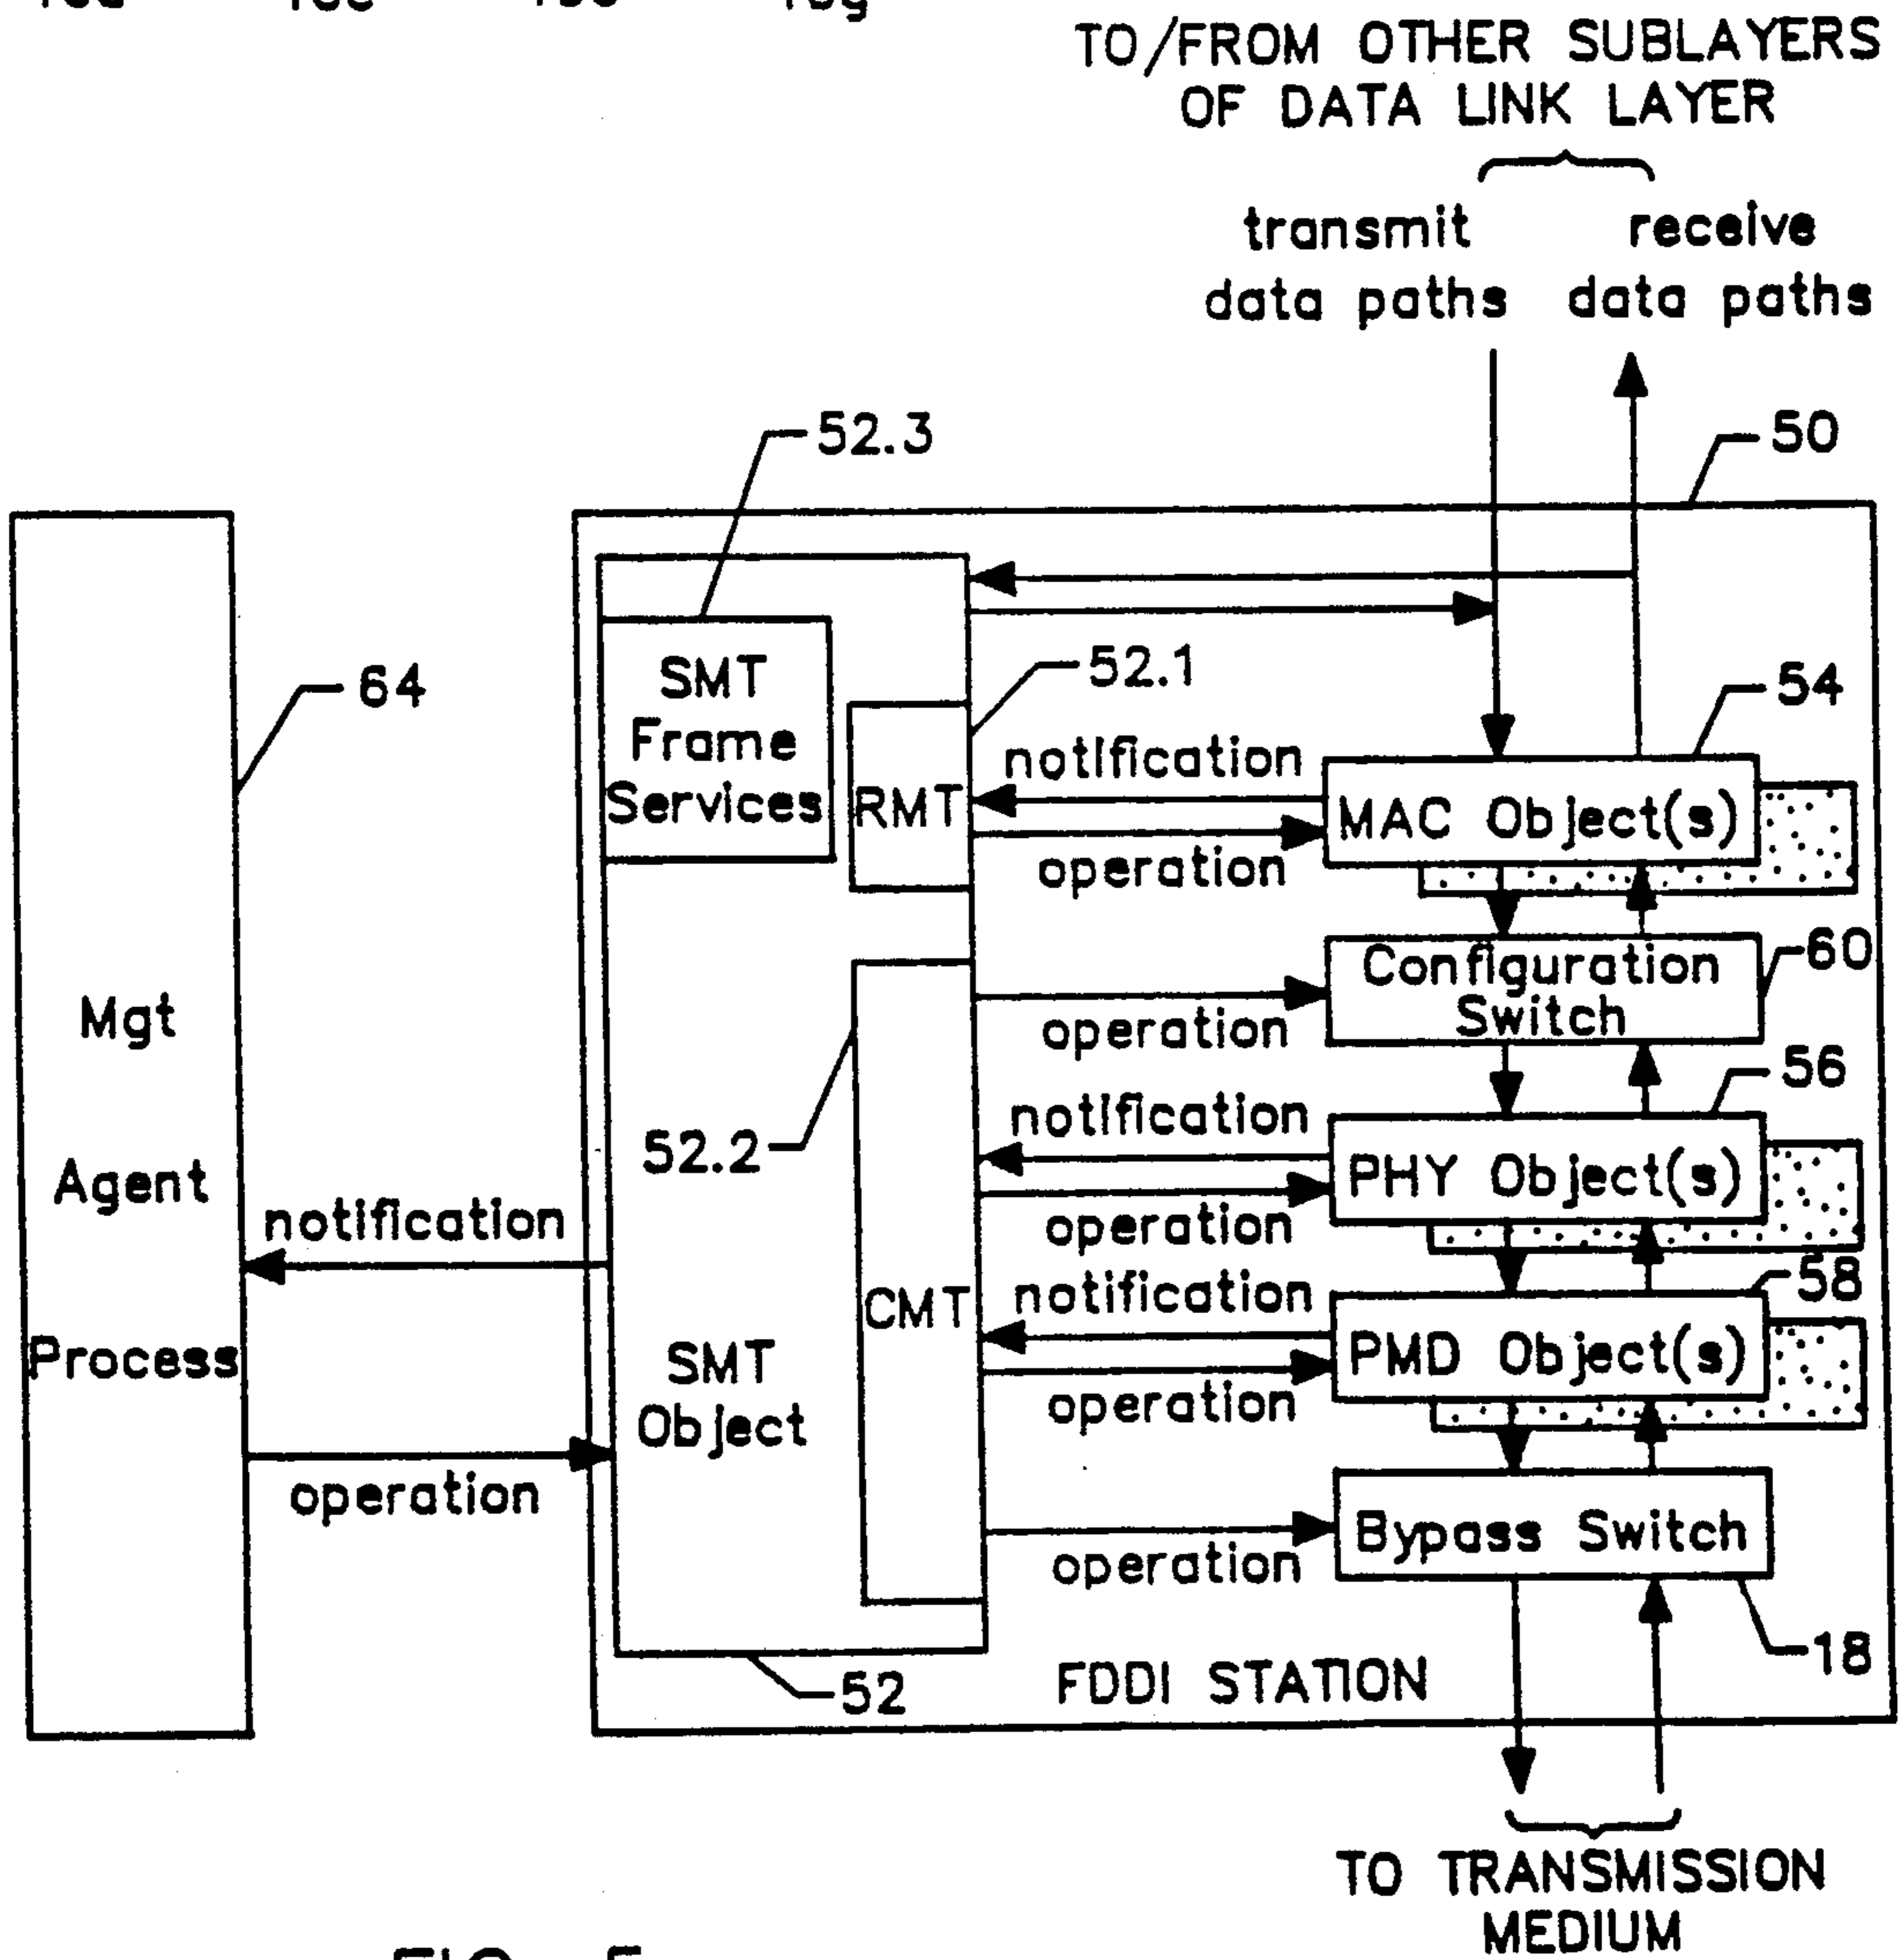 TO/FROM OTHER SUBLAYERS
OF DATA LINK LAYER
transmit receive
data paths data paths
52.3
50
64
SMT
Frame
Services
52.1
54
RMT
notification
MAC Object(s)
operation
Configuration
Switch
60
operation
52.2
56
notification
PHY Object(s)
operation
Mgt
Agent
Process
notification
operation
CMT
SMT
Object
58
notification
PMD Object(s)
operation
Bypass Switch
operation
18
52
FDDI STATION
TO TRANSMISSION
MEDIUM